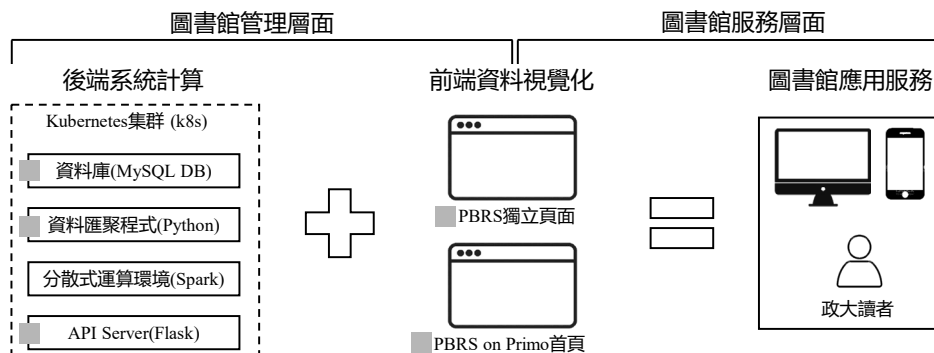 圖書館管理層面
圖書館服務層面
後端系統計算
前端資料視覺化
圖書館應用服務
Kubernetes集群 (k8s)
資料庫(MySQL DB)
資料匯聚程式(Python)
分散式運算環境(Spark)
API Server(Flask)
PBRS獨立頁面
PBRS on Primo首頁
政大讀者